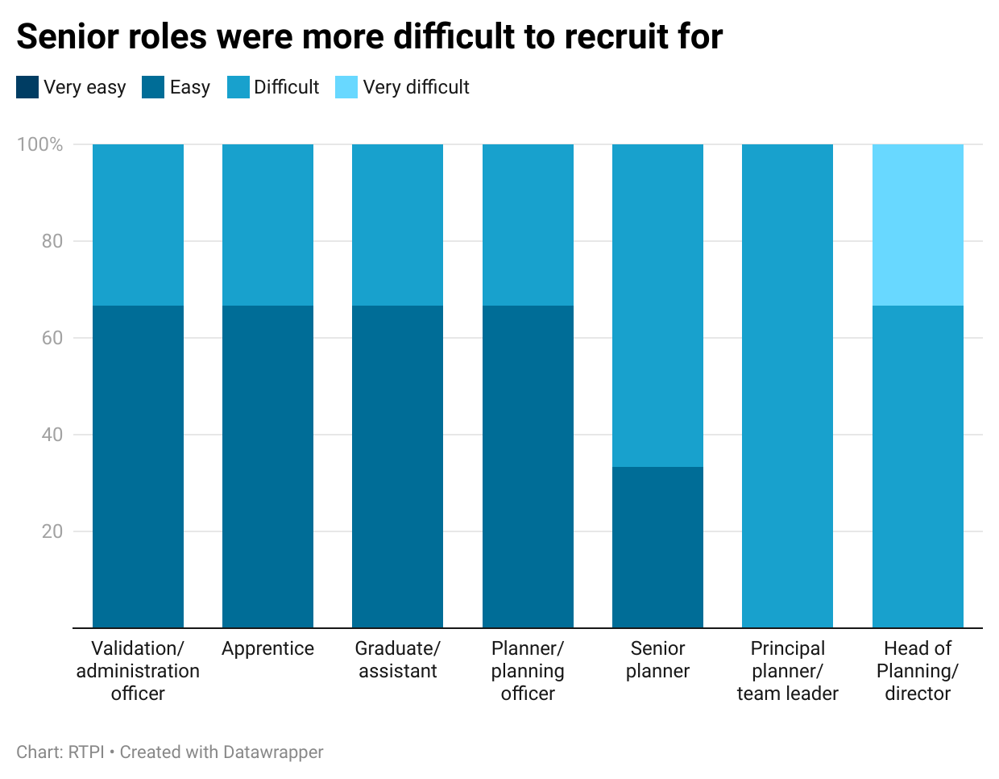 Senior roles were more difficult to recruit for
Very easy Easy Difficult Very difficult
100%
80
60
40
20
Validation/
administration
officer
Apprentice
Graduate/
assistant
Planner/
planning
officer
Senior
planner
Principal
planner/
team leader
Head of
Planning/
director
Chart: RTPI • Created with Datawrapper